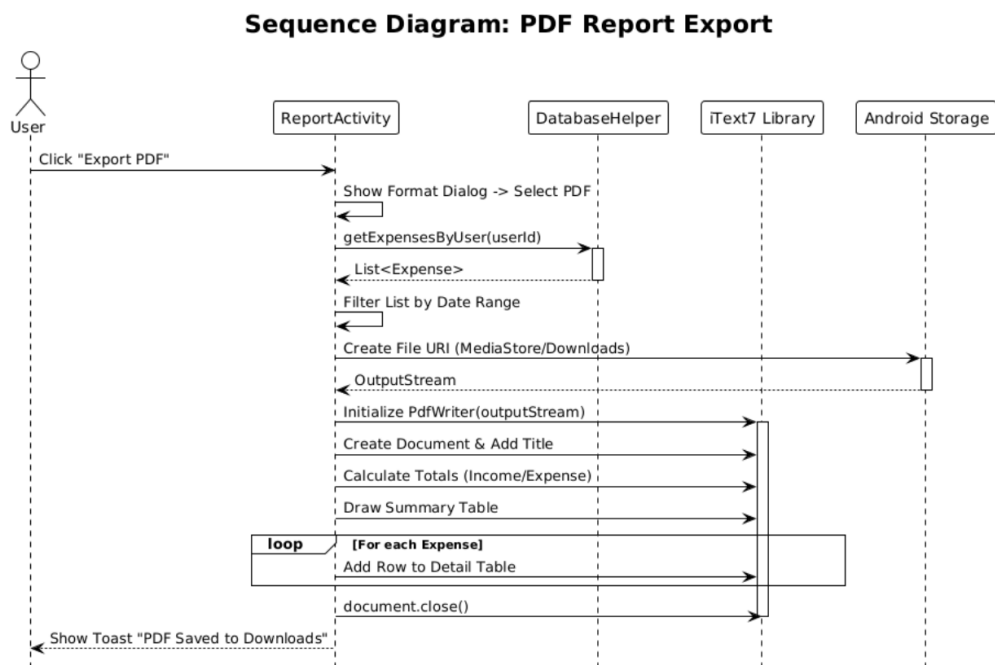 Sequence Diagram: PDF Report Export
User
ReportActivity
DatabaseHelper
iText7 Library
Android Storage
Click "Export PDF"
Show Format Dialog -> Select PDF
getExpensesByUser(userId)
List<Expense>
Filter List by Date Range
Create File URI (MediaStore/Downloads)
OutputStream
Initialize PdfWriter(outputStream)
Create Document & Add Title
Calculate Totals (Income/Expense)
Draw Summary Table
loop [For each Expense]
Add Row to Detail Table
document.close()
Show Toast "PDF Saved to Downloads"